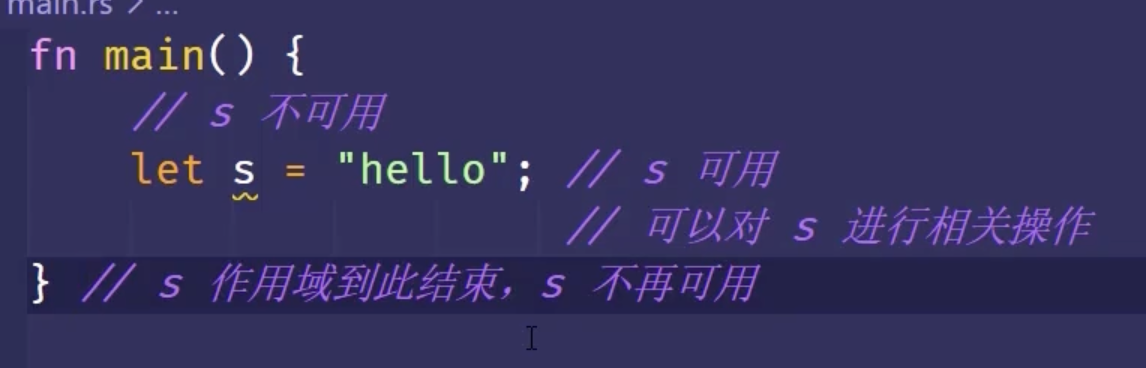 main.rs > ...
fn main() {
// s 不可用
let s = "hello"; // s 可用
// 可以对 s 进行相关操作
} // s 作用域到此结束，s 不再可用